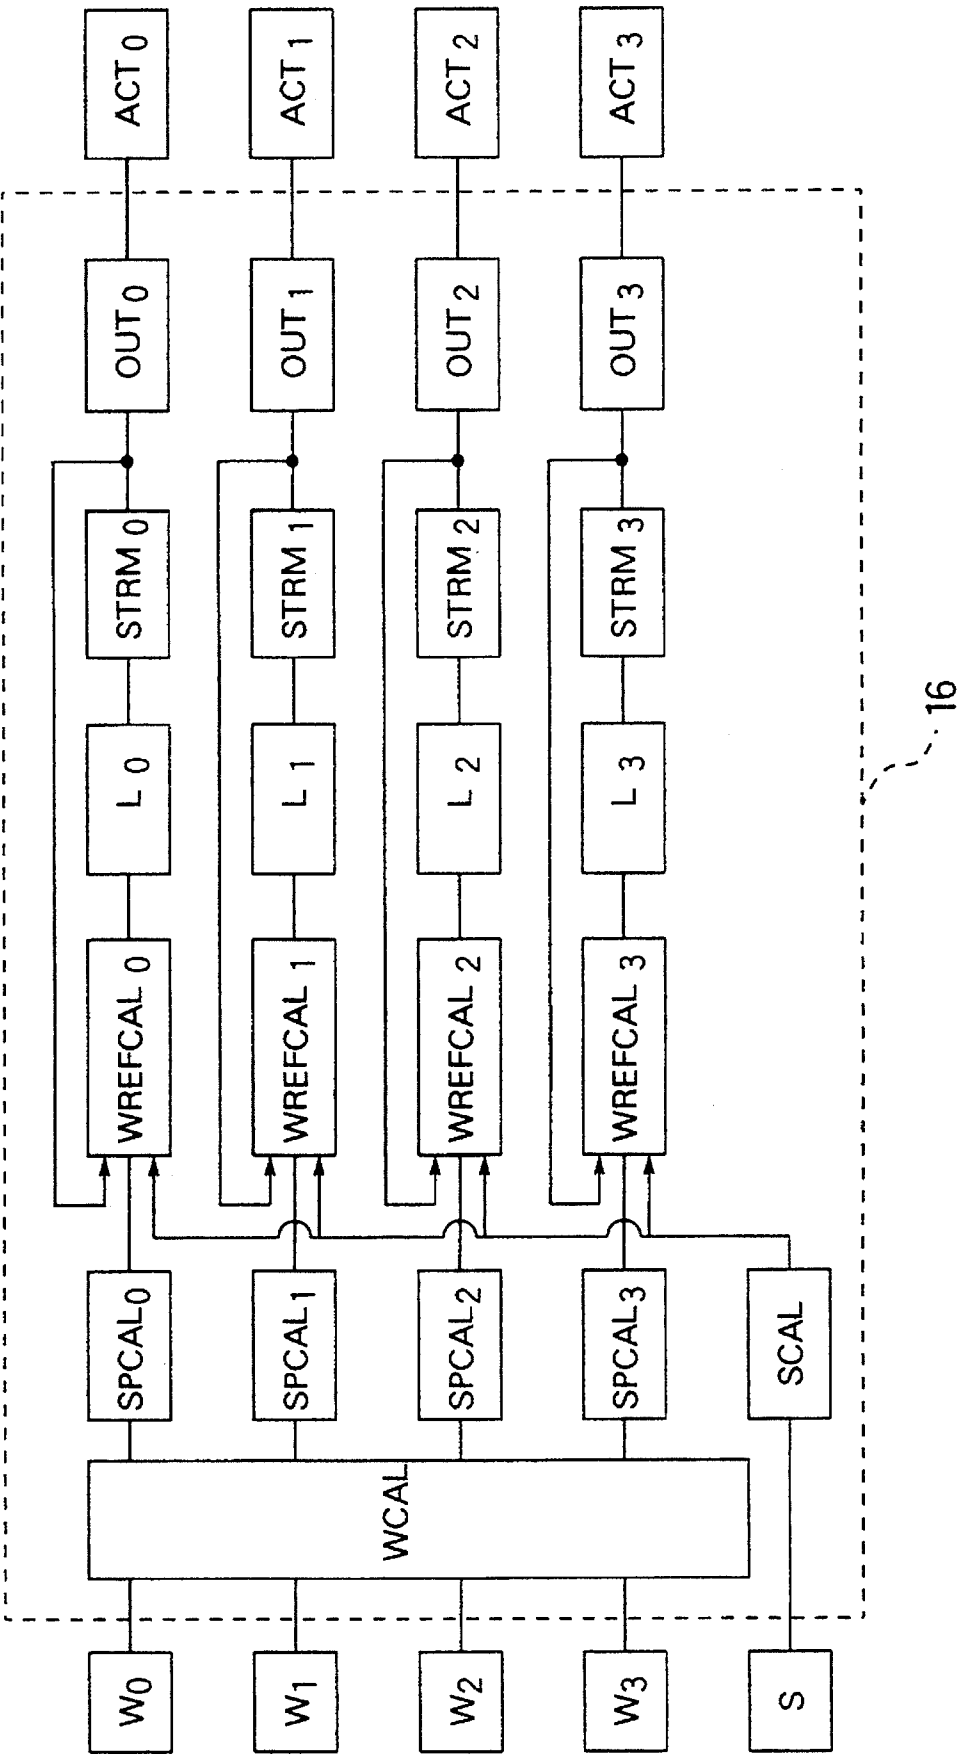 W0
W1
W2
W3
S
WCAL
SPCAL0
SPCAL1
SPCAL2
SPCAL3
SCAL
WREFCAL 0
WREFCAL 1
WREFCAL 2
WREFCAL 3
L 0
L 1
L 2
L 3
STRM 0
STRM 1
STRM 2
STRM 3
OUT 0
OUT 1
OUT 2
OUT 3
ACT 0
ACT 1
ACT 2
ACT 3
16